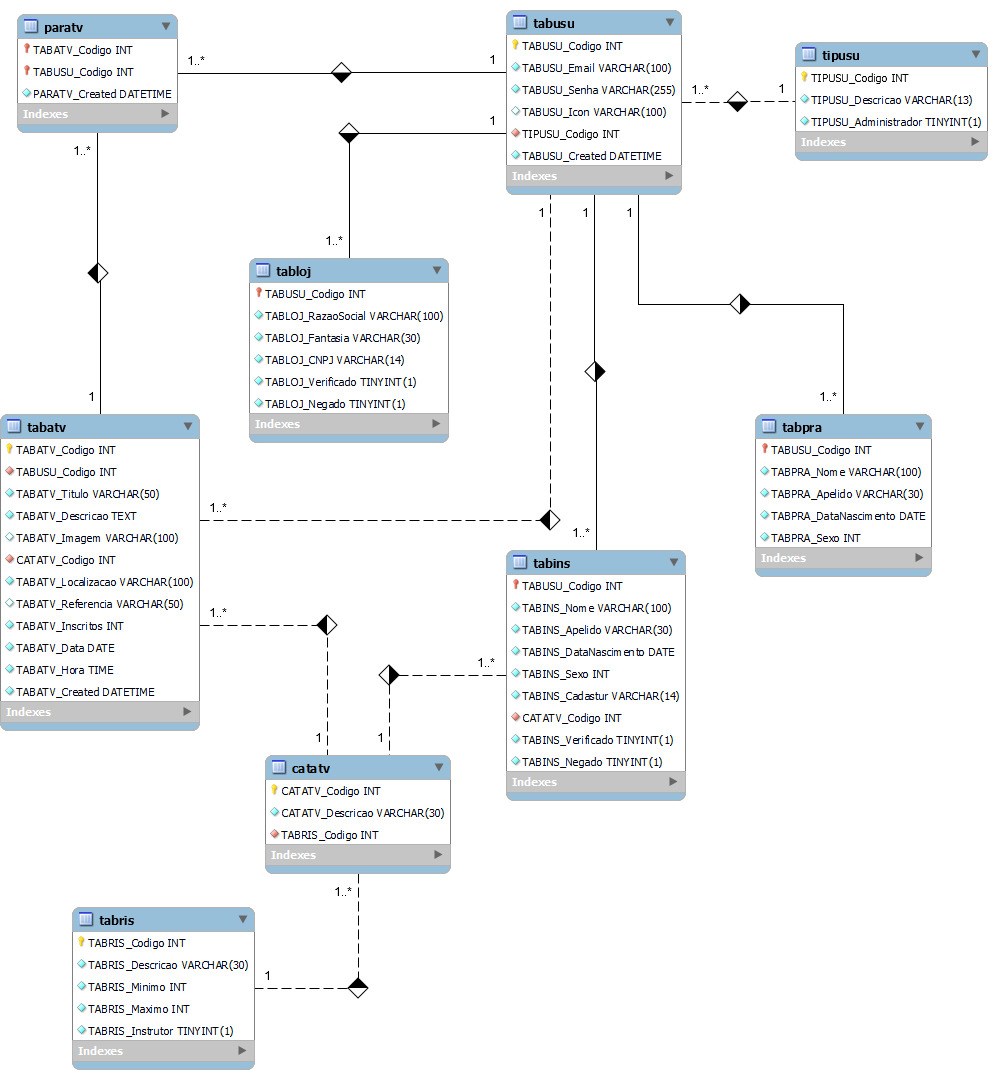 paratv
TABATV_Codigo INT
TABUSU_Codigo INT
PARATV_Created DATETIME
Indexes
1..*
1
1..*
1
tabusu
TABUSU_Codigo INT
TABUSU_Email VARCHAR(100)
TABUSU_Senha VARCHAR(255)
TABUSU_Icon VARCHAR(100)
TIPUSU_Codigo INT
TABUSU_Created DATETIME
Indexes
1..*
1
tipusu
TIPUSU_Codigo INT
TIPUSU_Descricao VARCHAR(13)
TIPUSU_Administrador TINYINT(1)
Indexes
1
1..*
tabloj
TABUSU_Codigo INT
TABLOJ_RazaoSocial VARCHAR(100)
TABLOJ_Fantasia VARCHAR(30)
TABLOJ_CNPJ VARCHAR(14)
TABLOJ_Verificado TINYINT(1)
TABLOJ_Negado TINYINT(1)
Indexes
1
1
1
1..*
tabpra
TABUSU_Codigo INT
TABPRA_Nome VARCHAR(100)
TABPRA_Apelido VARCHAR(30)
TABPRA_DataNascimento DATE
TABPRA_Sexo INT
Indexes
tabatv
TABATV_Codigo INT
TABUSU_Codigo INT
TABATV_Titulo VARCHAR(50)
TABATV_Descricao TEXT
TABATV_Imagem VARCHAR(100)
CATATV_Codigo INT
TABATV_Localizacao VARCHAR(100)
TABATV_Referencia VARCHAR(50)
TABATV_Inscritos INT
TABATV_Data DATE
TABATV_Hora TIME
TABATV_Created DATETIME
Indexes
1..*
1..*
1..*
tabins
TABUSU_Codigo INT
TABINS_Nome VARCHAR(100)
TABINS_Apelido VARCHAR(30)
TABINS_DataNascimento DATE
TABINS_Sexo INT
TABINS_Cadastur VARCHAR(14)
CATATV_Codigo INT
TABINS_Verificado TINYINT(1)
TABINS_Negado TINYINT(1)
Indexes
1..*
1
1
catatv
CATATV_Codigo INT
CATATV_Descricao VARCHAR(30)
TABRIS_Codigo INT
Indexes
1..*
1
tabris
TABRIS_Codigo INT
TABRIS_Descricao VARCHAR(30)
TABRIS_Minimo INT
TABRIS_Maximo INT
TABRIS_Instrutor TINYINT(1)
Indexes